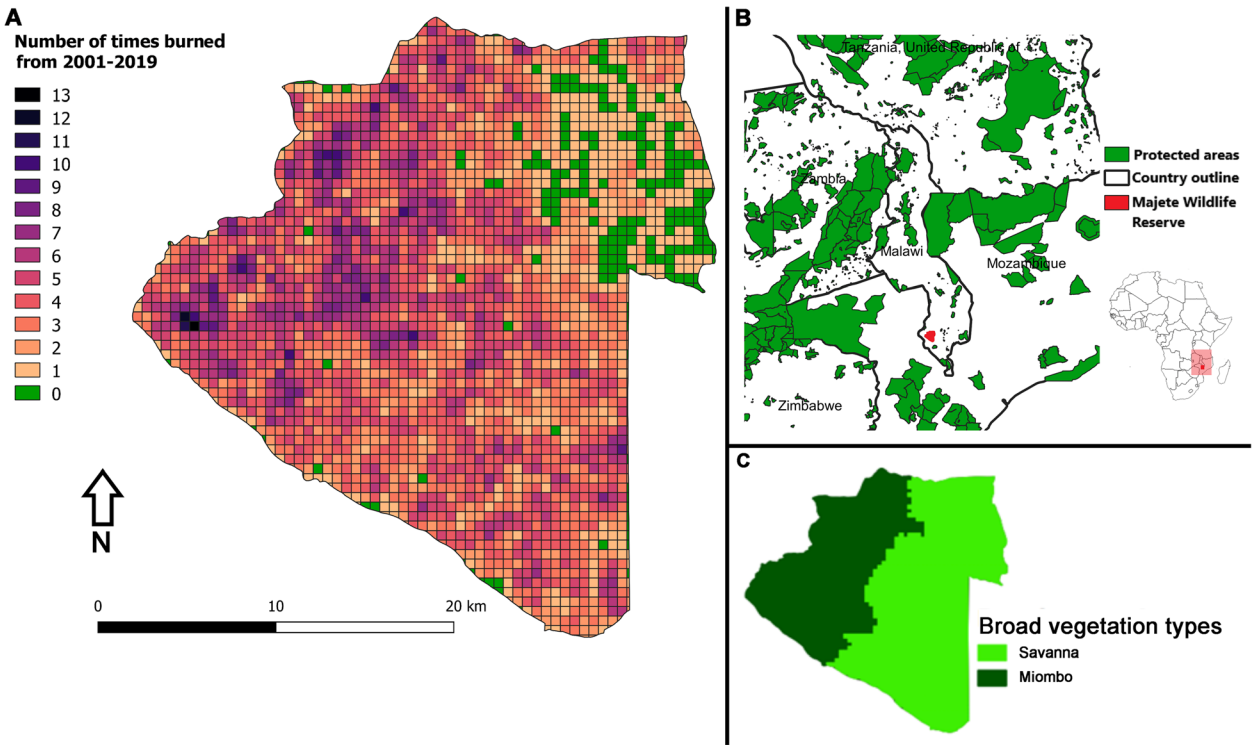 A
Number of times burned
from 2001-2019
13
12
11
10
9
8
7
6
5
4
3
2
1
0
N
0 10 20 km
B
Tanzania, United Republic of
Zambia
Malawi
Mozambique
Zimbabwe
Protected areas
Country outline
Majete Wildlife
Reserve
C
Broad vegetation types
Savanna
Miombo